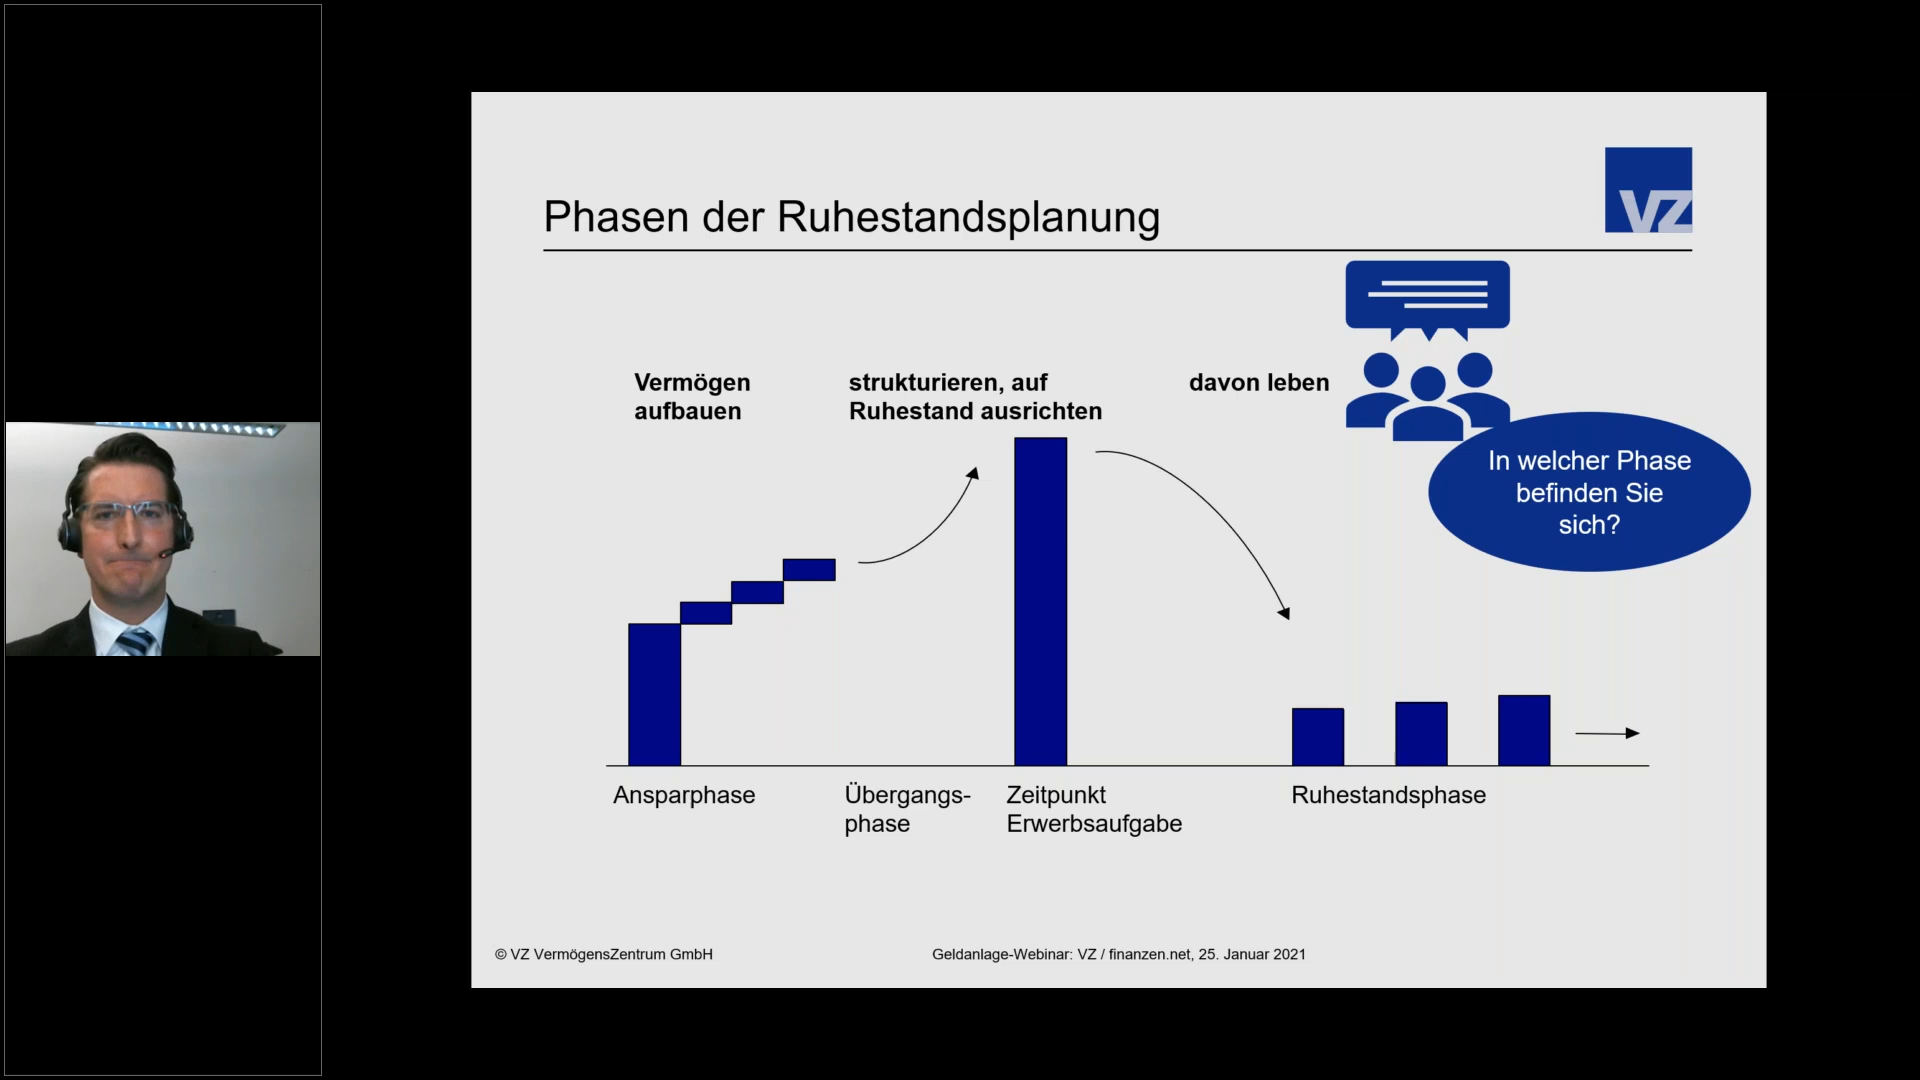 Phasen der Ruhestandsplanung
VZ
Vermögen
aufbauen
strukturieren, auf
Ruhestand ausrichten
davon leben
In welcher Phase
befinden Sie
sich?
Ansparphase
Übergangs-
phase
Zeitpunkt
Erwerbsaufgabe
Ruhestandsphase
© VZ VermögensZentrum GmbH
Geldanlage-Webinar: VZ / finanzen.net, 25. Januar 2021